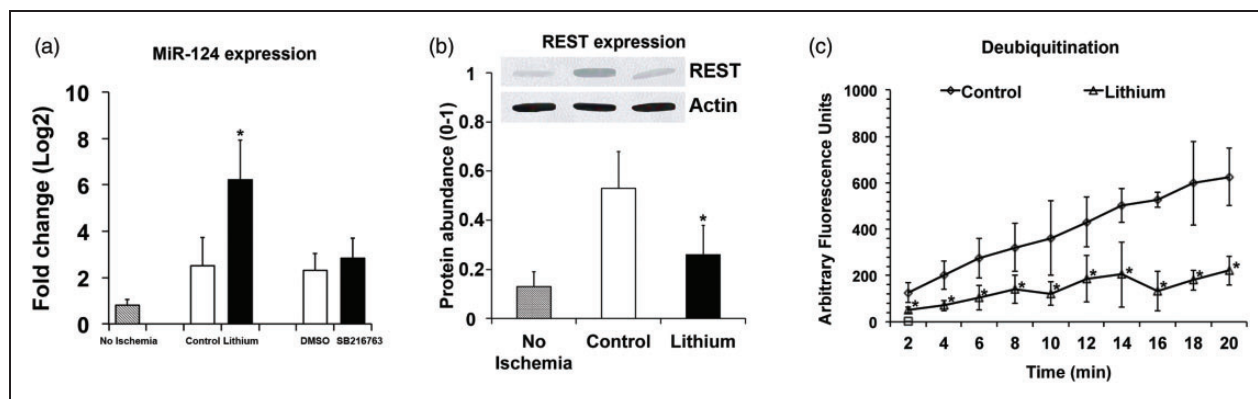 (a)
MiR-124 expression
Fold change (Log2)
10
8
6
4
2
0
*
No Ischemia
Control Lithium
DMSO SB216763
(b)
REST expression
Protein abundance (0-1)
1
0.8
0.6
0.4
0.2
0
REST
Actin
*
No
Ischemia
Control
Lithium
(c)
Deubiquitination
Arbitrary Fluorescence Units
1000
800
600
400
200
0
Control
Lithium
* * * * * * * * * *
2 4 6 8 10 12 14 16 18 20
Time (min)